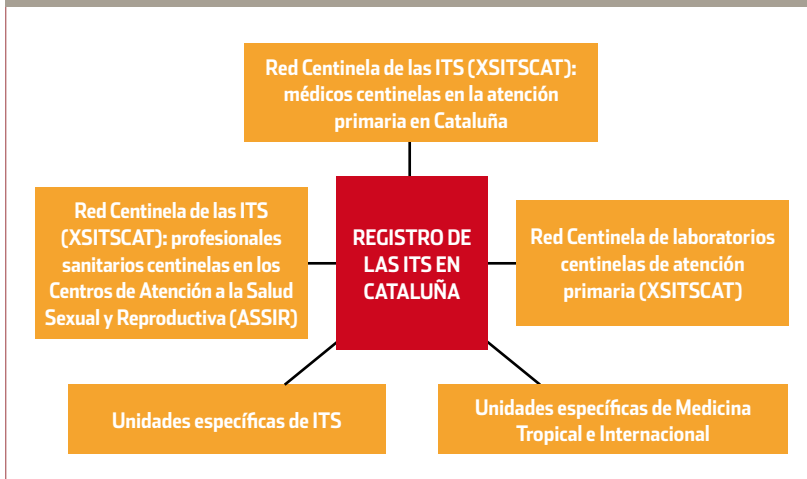 Red Centinela de las ITS (XSITSCAT):
médicos centinelas en la atención
primaria en Cataluña
Red Centinela de las ITS
(XSITSCAT): profesionales
sanitarios centinelas en los
Centros de Atención a la Salud
Sexual y Reproductiva (ASSIR)
REGISTRO DE
LAS ITS EN
CATALUÑA
Red Centinela de laboratorios
centinelas de atención
primaria (XSITSCAT)
Unidades específicas de ITS
Unidades específicas de Medicina
Tropical e Internacional